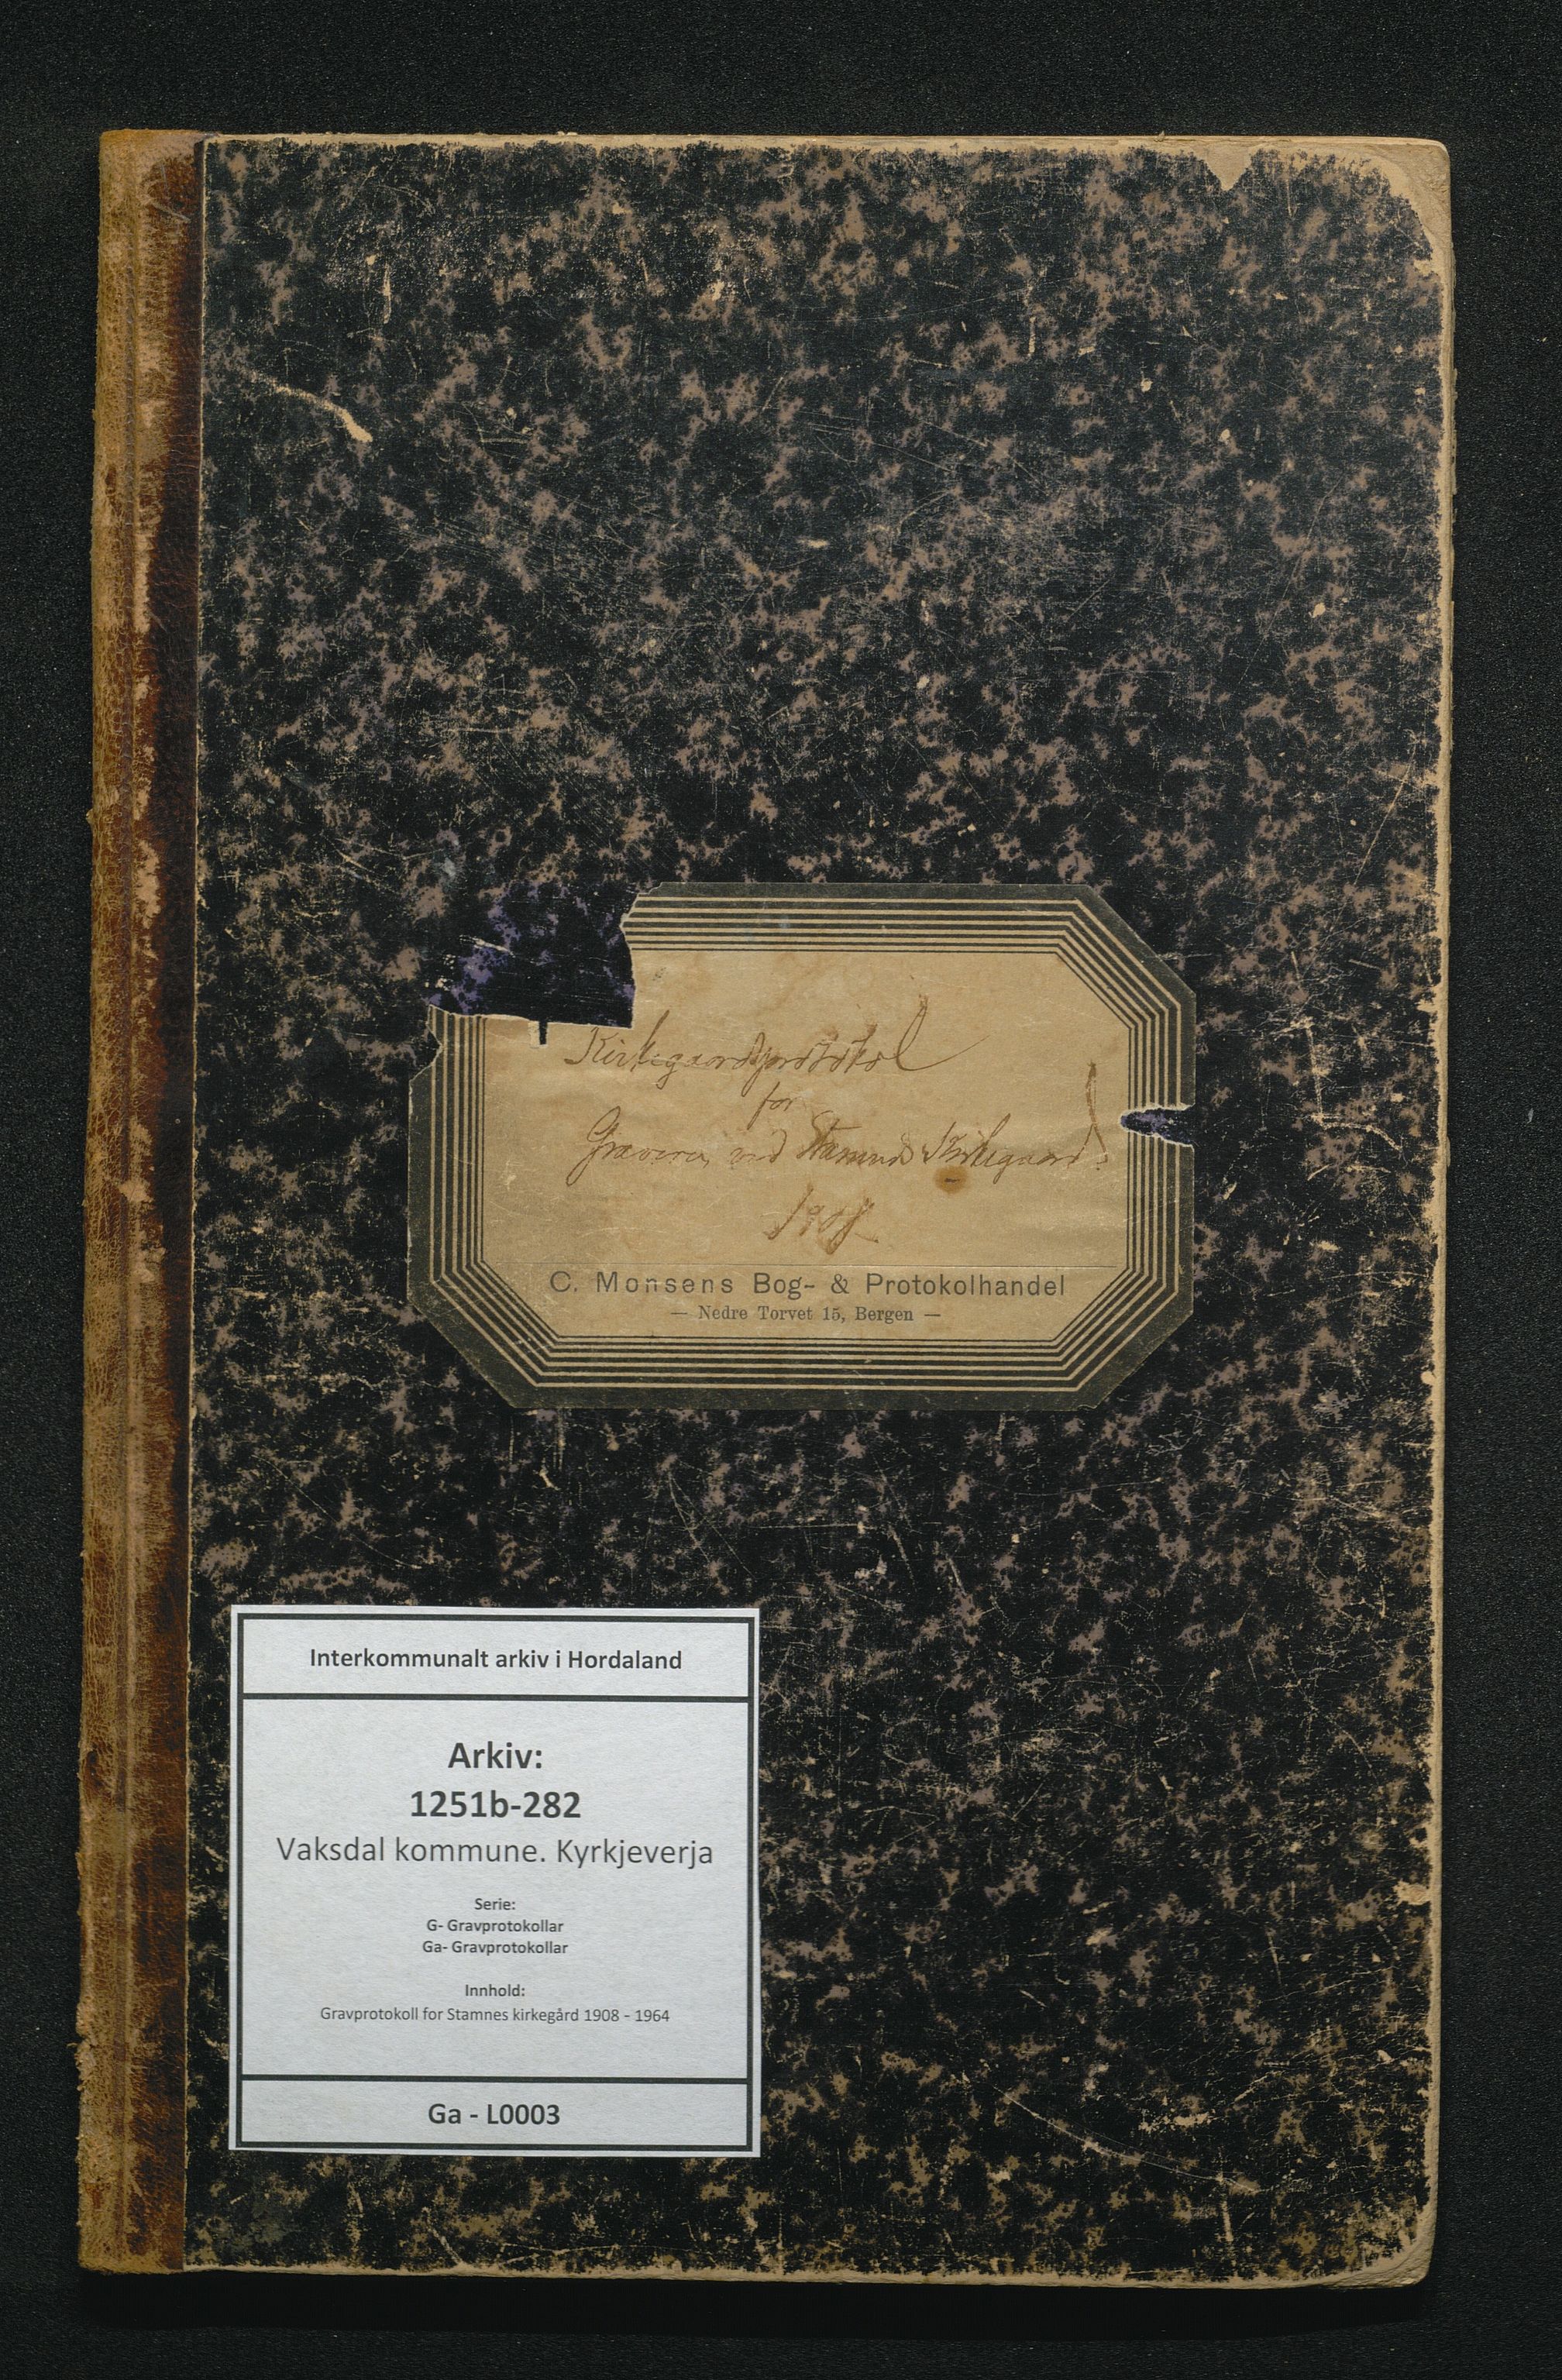 Kirkegaardsprotokol
for
Graveren ved Stamnes Kirkegaard.
1908
C. Monsens Bog- & Protokolhandel
— Nedre Torvet 15, Bergen —
Interkommunalt arkiv i Hordaland
Arkiv:
1251b-282
Vaksdal kommune. Kyrkjeverja
Serie:
G- Gravprotokollar
Ga- Gravprotokollar
Innhold:
Gravprotokoll for Stamnes kirkegård 1908 - 1964
Ga - L0003